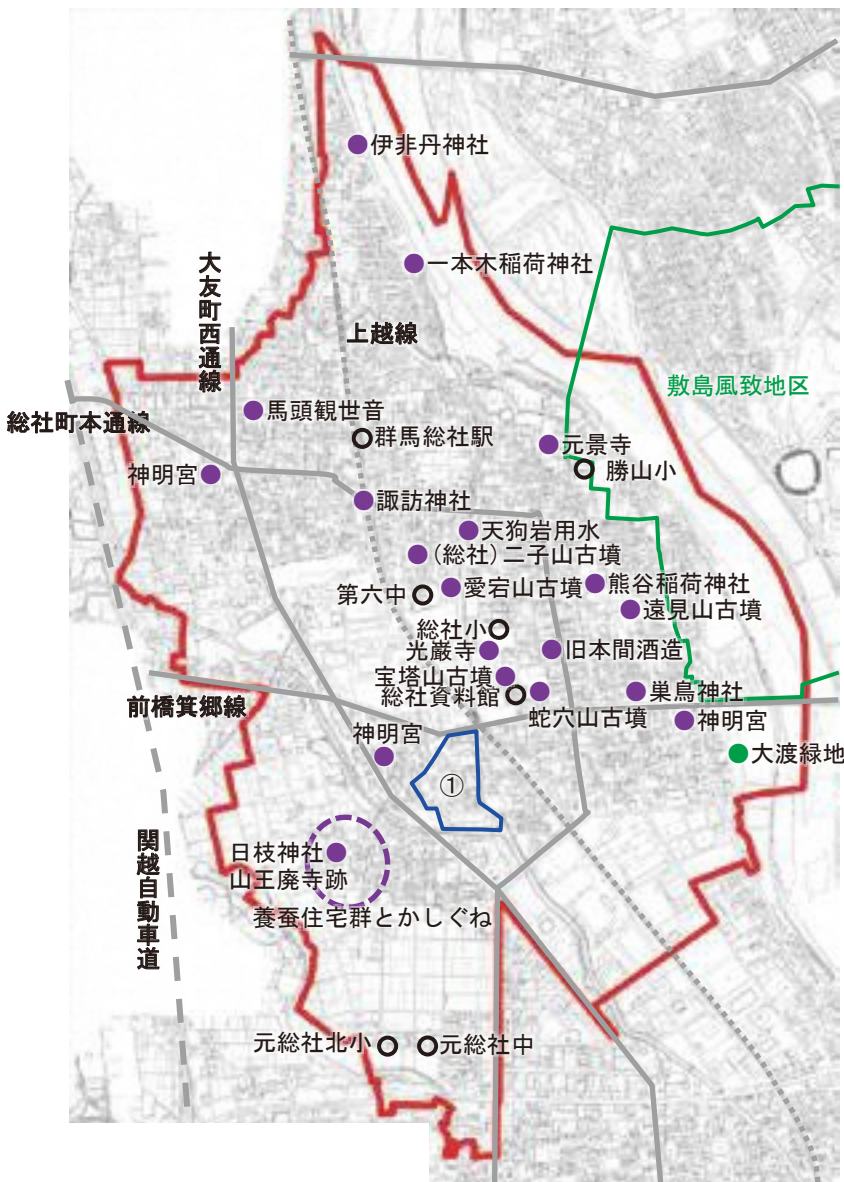 伊非丹神社
一本木稲荷神社
大友町西通線
上越線
敷島風致地区
馬頭観世音
総社町本通線
群馬総社駅
元景寺
神明宮
勝山小
諏訪神社
天狗岩用水
(総社)二子山古墳
第六中
愛宕山古墳
熊谷稲荷神社
遠見山古墳
総社小
光厳寺
旧本間酒造
宝塔山古墳
総社資料館
巣鳥神社
前橋箕郷線
蛇穴山古墳
神明宮
神明宮
大渡緑地
①
関越自動車道
日枝神社
山王廃寺跡
養蚕住宅群とかしぐね
元総社北小
元総社中